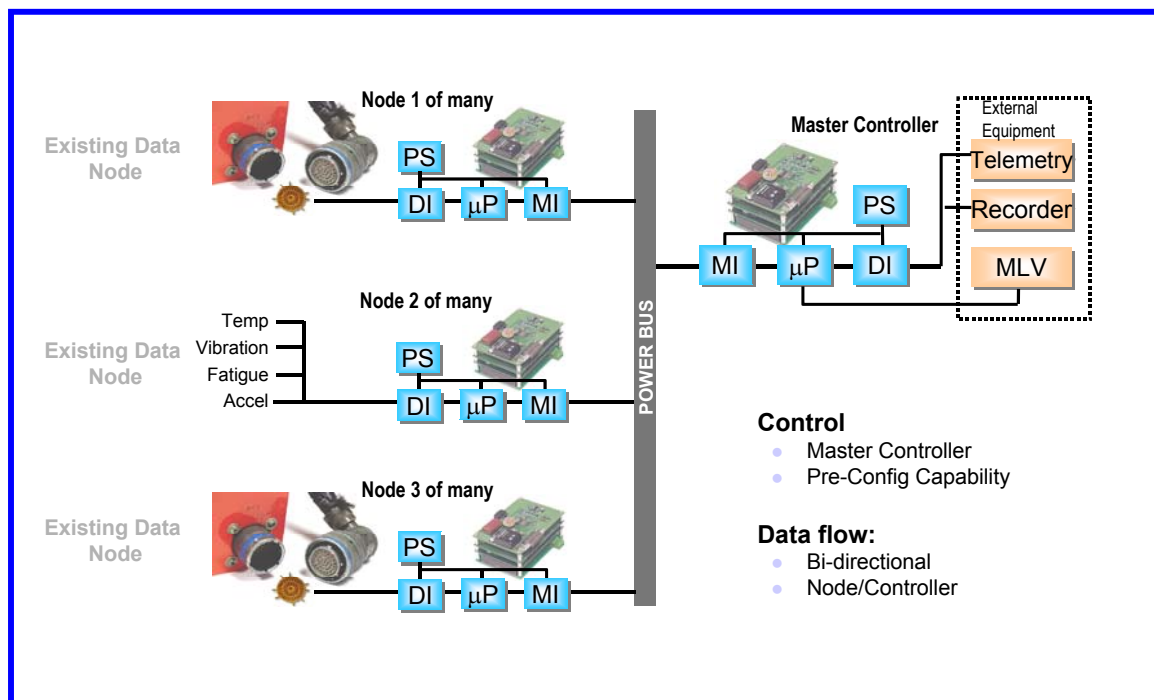 Node 1 of many
Existing Data
Node
PS
DI
μP
MI
Node 2 of many
Existing Data
Node
Temp
Vibration
Fatigue
Accel
PS
DI
μP
MI
Node 3 of many
Existing Data
Node
PS
DI
μP
MI
POWER BUS
Master Controller
PS
MI
μP
DI
External
Equipment
Telemetry
Recorder
MLV
Control
Master Controller
Pre-Config Capability
Data flow:
Bi-directional
Node/Controller